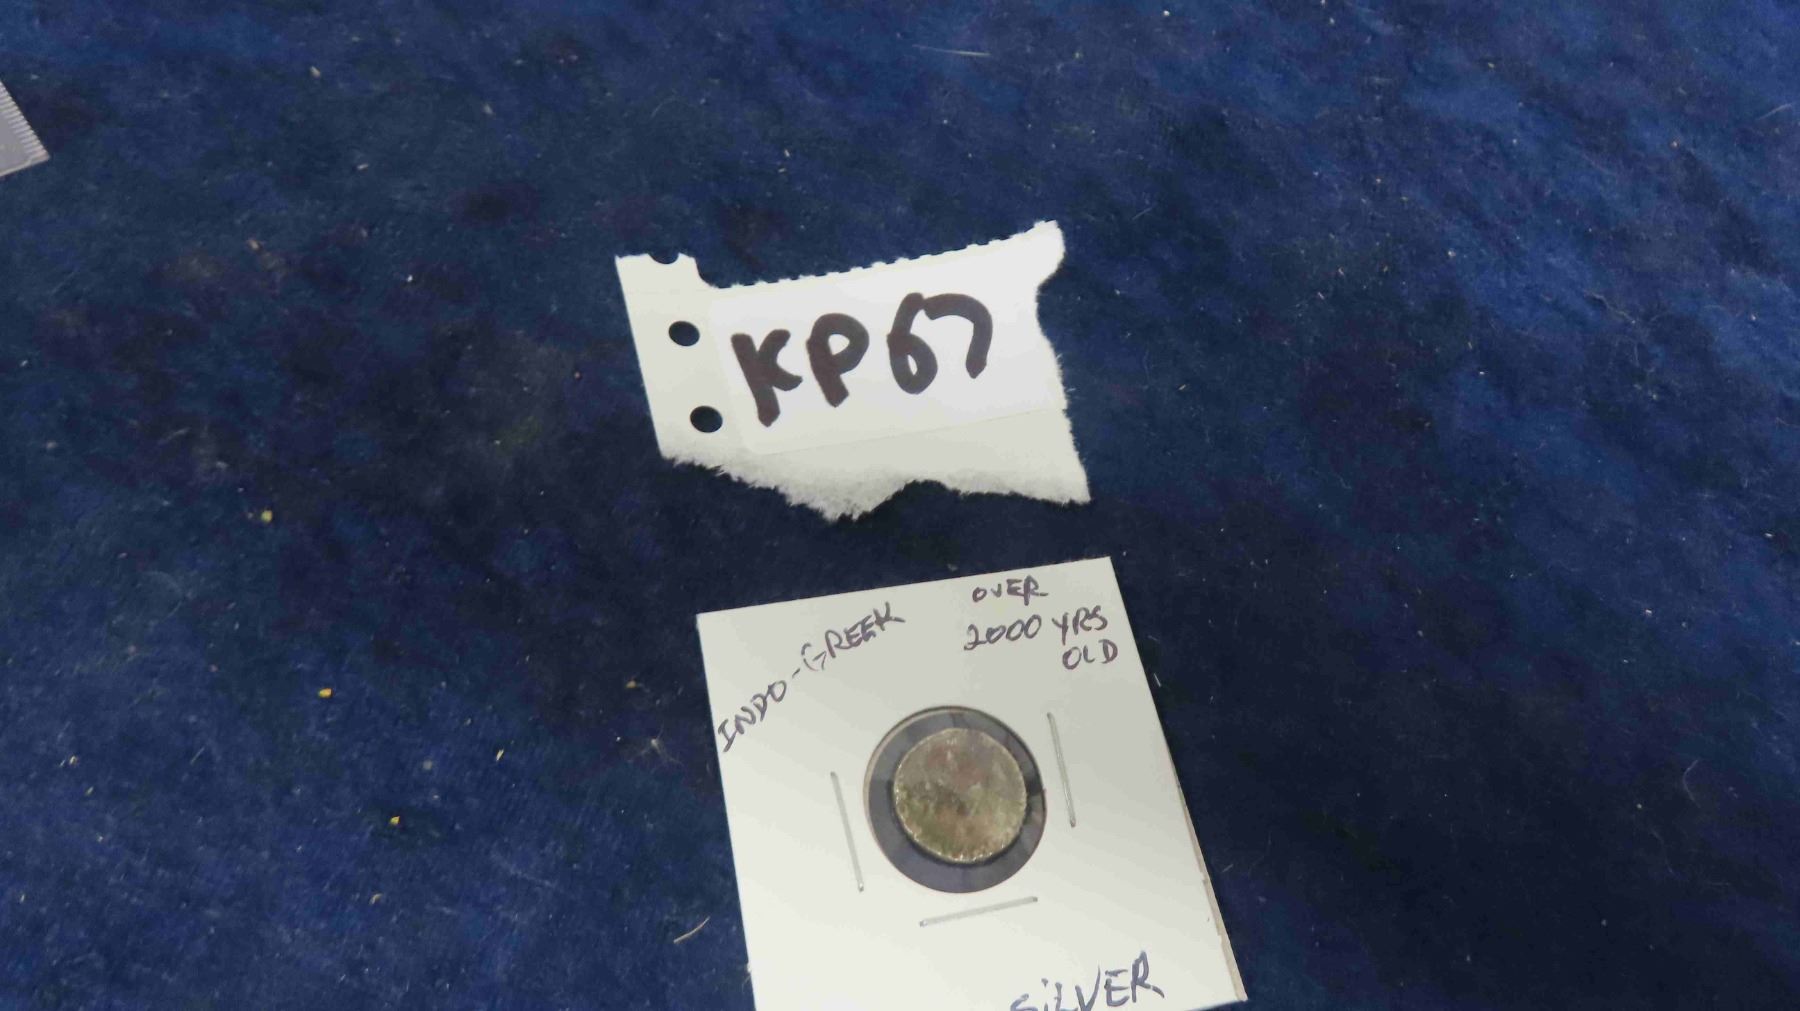 KP67
INDO-GREEK
OVER
2000 YRS
OLD
SILVER